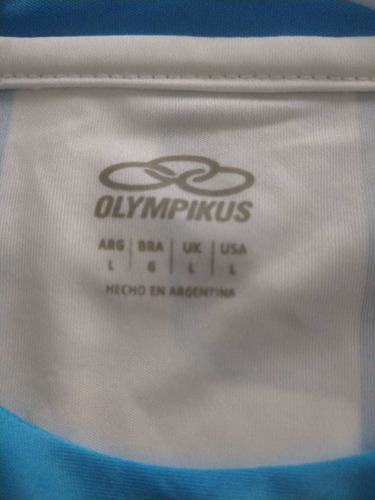 OLYMPIKUS
ARG | BRA | UK | USA
L | G | L | L
HECHO EN ARGENTINA